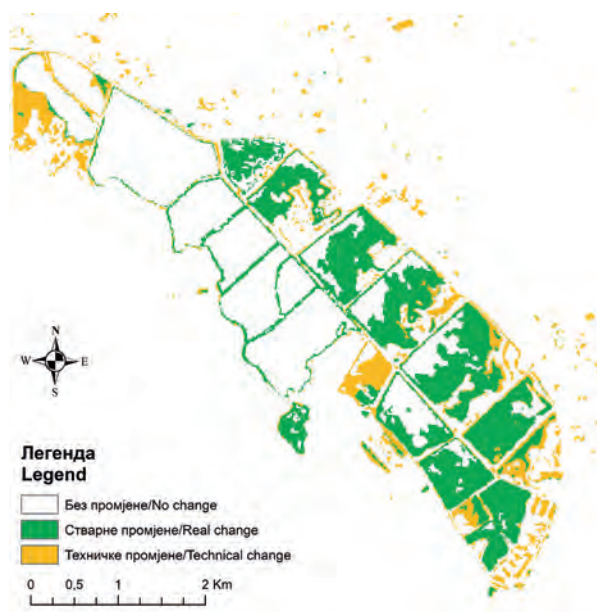 N
W E
S
Легенда
Legend
Без промјене/No change
Стварне промјене/Real change
Техничке промјене/Technical change
0 0,5 1 2 Km